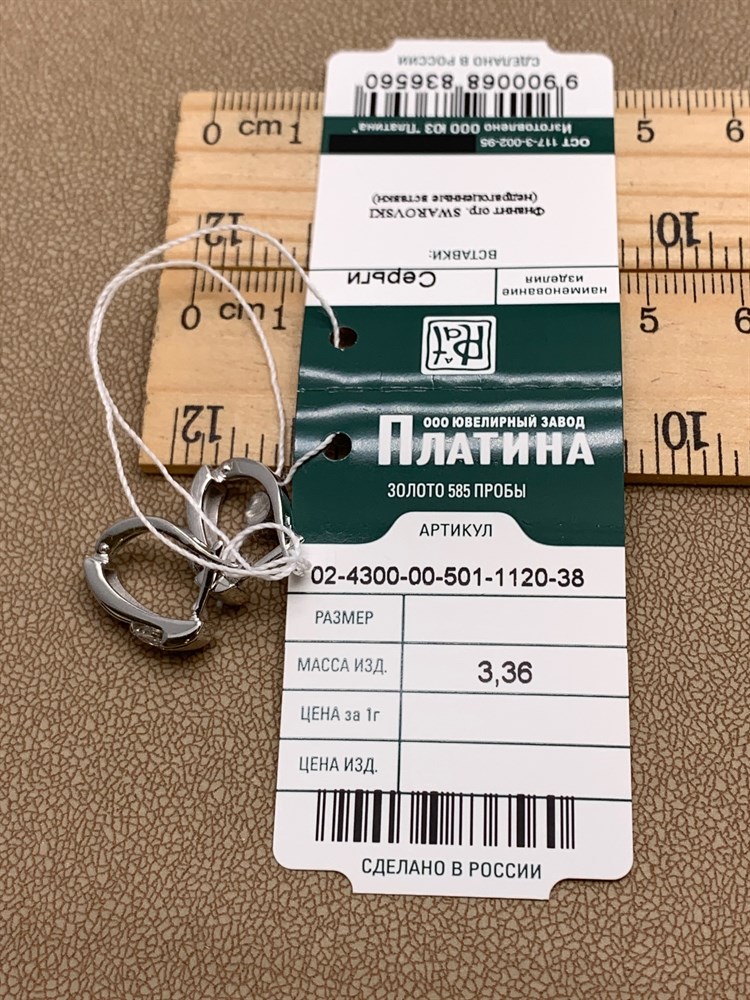 СДЕЛАНО В РОССИИ
9 900068 836560
Изготовлено ООО ЮЗ "Платина"
ОСТ 117-3-002-95
Фианит огр. SWAROVSKI
(недрагоценные вставки)
ВСТАВКИ:
наименование изделия
Серьги
Plat
ООО ЮВЕЛИРНЫЙ ЗАВОД
ПЛАТИНА
ЗОЛОТО 585 ПРОБЫ
АРТИКУЛ
02-4300-00-501-1120-38
РАЗМЕР
МАССА ИЗД. 3,36
ЦЕНА за 1г
ЦЕНА ИЗД.
СДЕЛАНО В РОССИИ
0 cm 1 5 6
12 10
0 cm 1 5 6
12 10